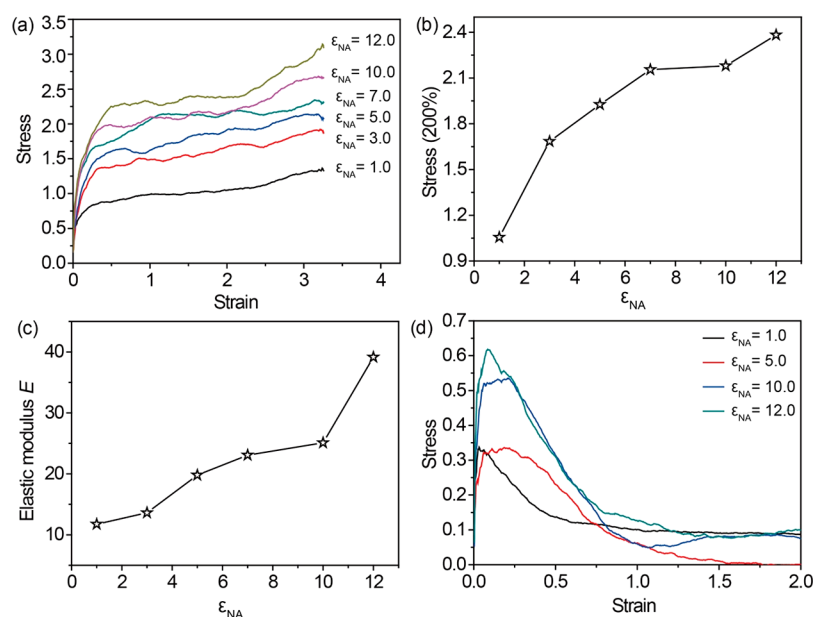 (a)
3.5
3.0
2.5
2.0
1.5
1.0
0.5
0.0
Stress
εNA= 12.0
εNA= 10.0
εNA= 7.0
εNA= 5.0
εNA= 3.0
εNA= 1.0
0 1 2 3 4
Strain
(b)
2.4
2.1
1.8
1.5
1.2
0.9
Stress (200%)
0 2 4 6 8 10 12
εNA
(c)
40
30
20
10
Elastic modulus E
0 2 4 6 8 10 12
εNA
(d)
0.7
0.6
0.5
0.4
0.3
0.2
0.1
0.0
Stress
εNA= 1.0
εNA= 5.0
εNA= 10.0
εNA= 12.0
0.0 0.5 1.0 1.5 2.0
Strain